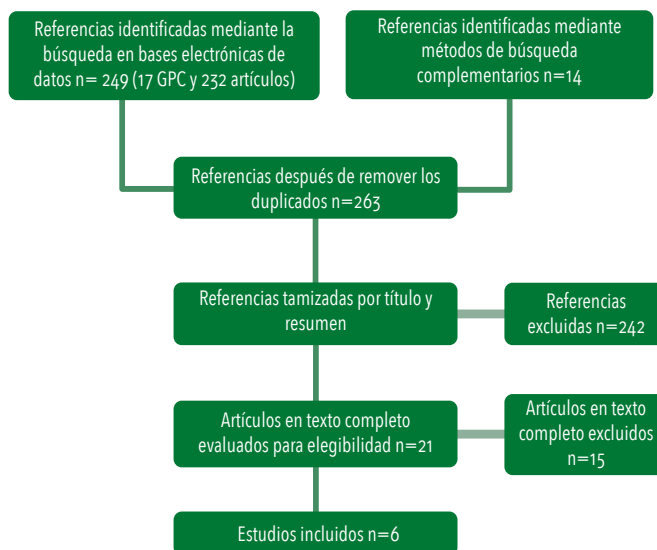 Referencias identificadas mediante la
búsqueda en bases electrónicas de
datos n= 249 (17 GPC y 232 artículos)
Referencias identificadas mediante
métodos de búsqueda
complementarios n=14
Referencias después de remover los
duplicados n=263
Referencias tamizadas por título y
resumen
Referencias
excluidas n=242
Artículos en texto completo
evaluados para elegibilidad n=21
Artículos en texto
completo excluidos
n=15
Estudios incluidos n=6